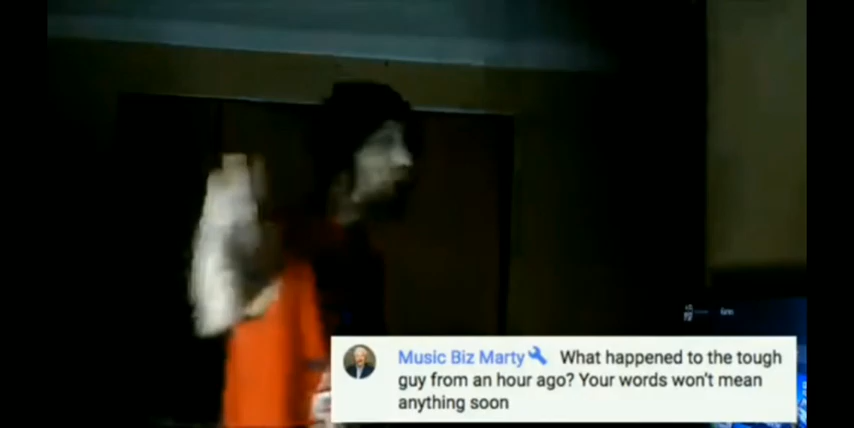 Music Biz Marty What happened to the tough
guy from an hour ago? Your words won't mean
anything soon